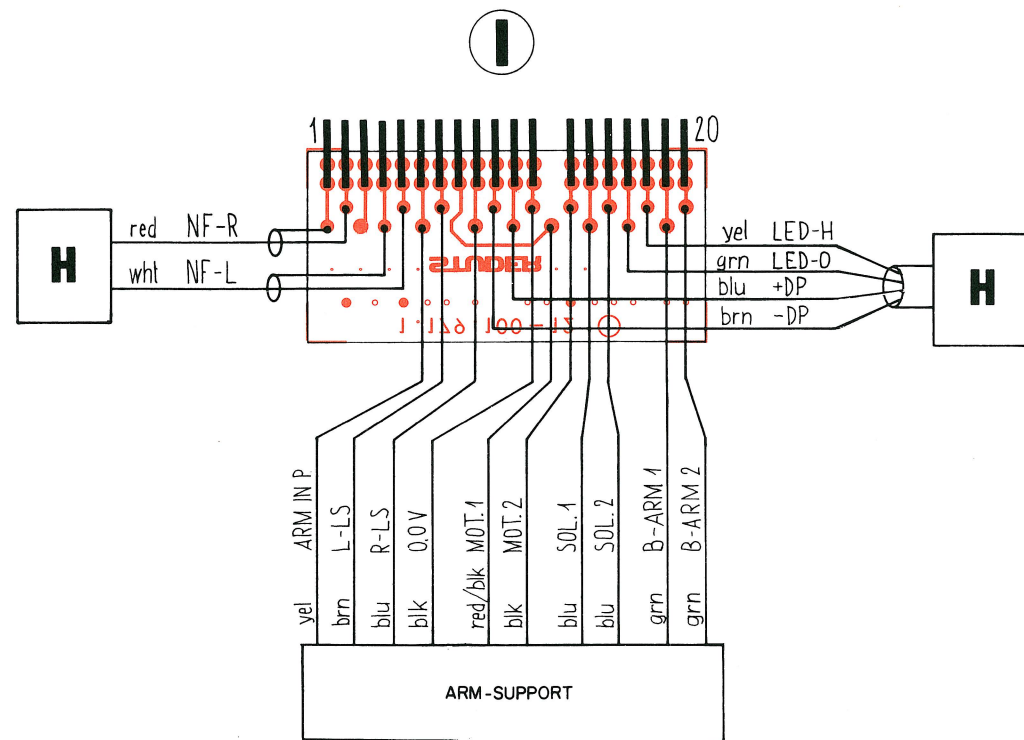 I
1 20
H
red NF-R
wht NF-L
yel LED-H
grn LED-O
blu +DP
brn -DP
H
STUDER
1.179.100-12
yel ARM IN P.
brn L-LS
blu R-LS
blk 0,0V
red/blk MOT.1
blk MOT.2
blu SOL.1
blu SOL.2
grn B-ARM 1
grn B-ARM 2
ARM-SUPPORT